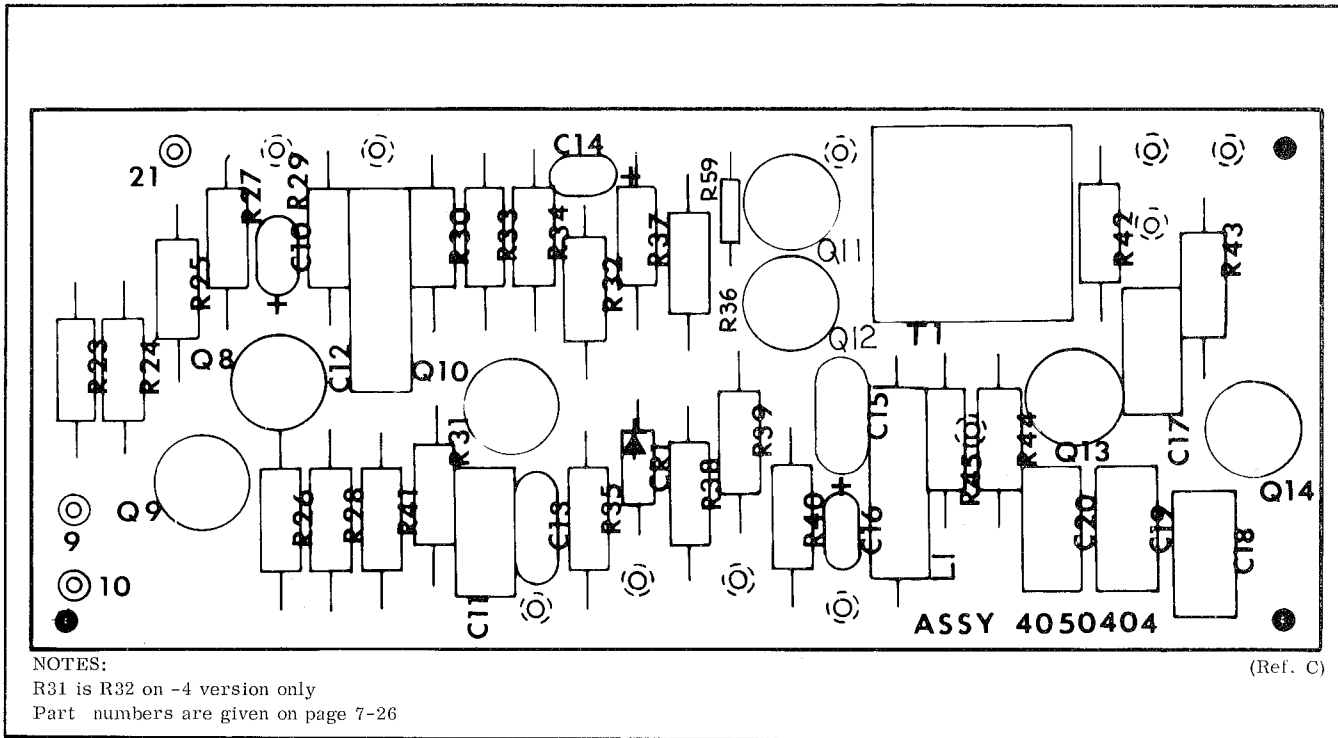 C14
21
R27
R29
C10
R30
R33
R34
R37
R59
Q11
R42
R43
R25
R32
R36
Q12
T1
R23
R24
Q8
C12
Q10
R31
R39
C15
R44
Q13
C17
Q14
Q9
R26
R28
R41
C13
R35
CR1
R38
R40
C16
R45
C20
C19
C18
9
10
C11
L1
ASSY 4050404
NOTES:
(Ref. C)
R31 is R32 on -4 version only
Part numbers are given on page 7-26